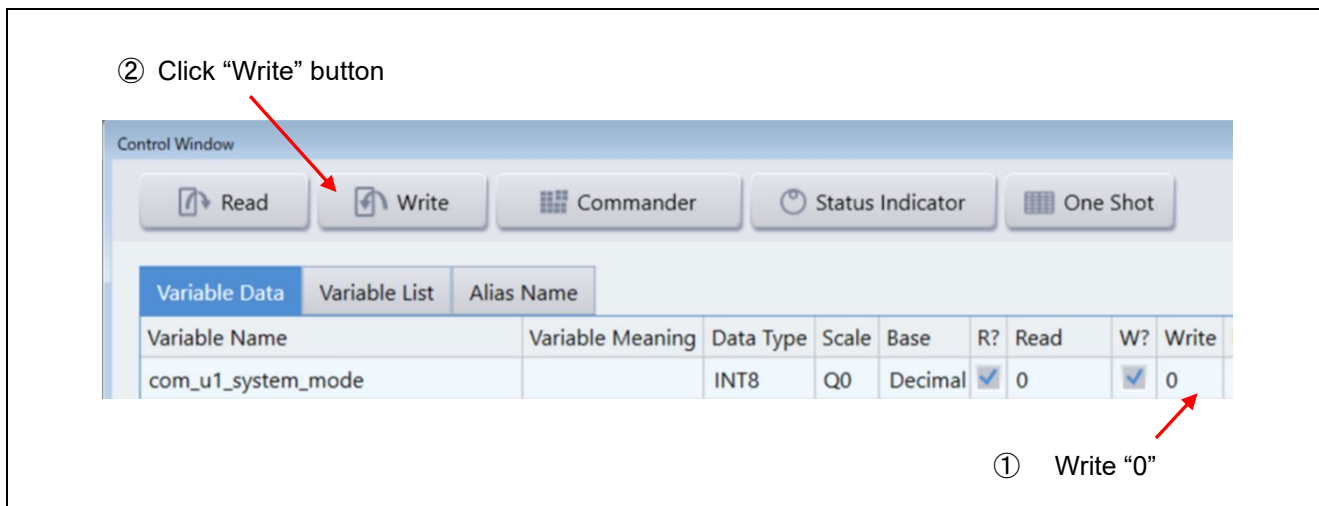 ② Click “Write” button
Control Window
Read Write Commander Status Indicator One Shot
Variable Data Variable List Alias Name
Variable Name Variable Meaning Data Type Scale Base R? Read W? Write
com_u1_system_mode INT8 Q0 Decimal 0 0
① Write “0”